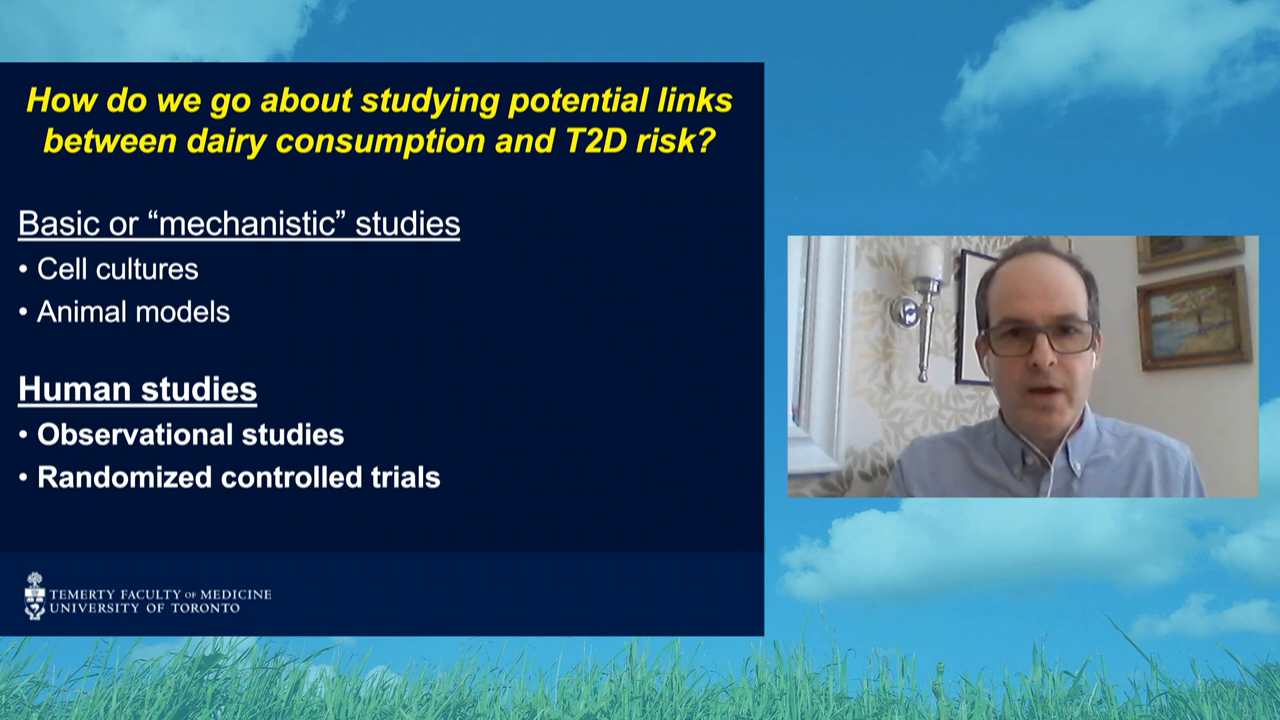 How do we go about studying potential links
between dairy consumption and T2D risk?
Basic or “mechanistic” studies
• Cell cultures
• Animal models
Human studies
• Observational studies
• Randomized controlled trials
TEMERTY FACULTY OF MEDICINE
UNIVERSITY OF TORONTO